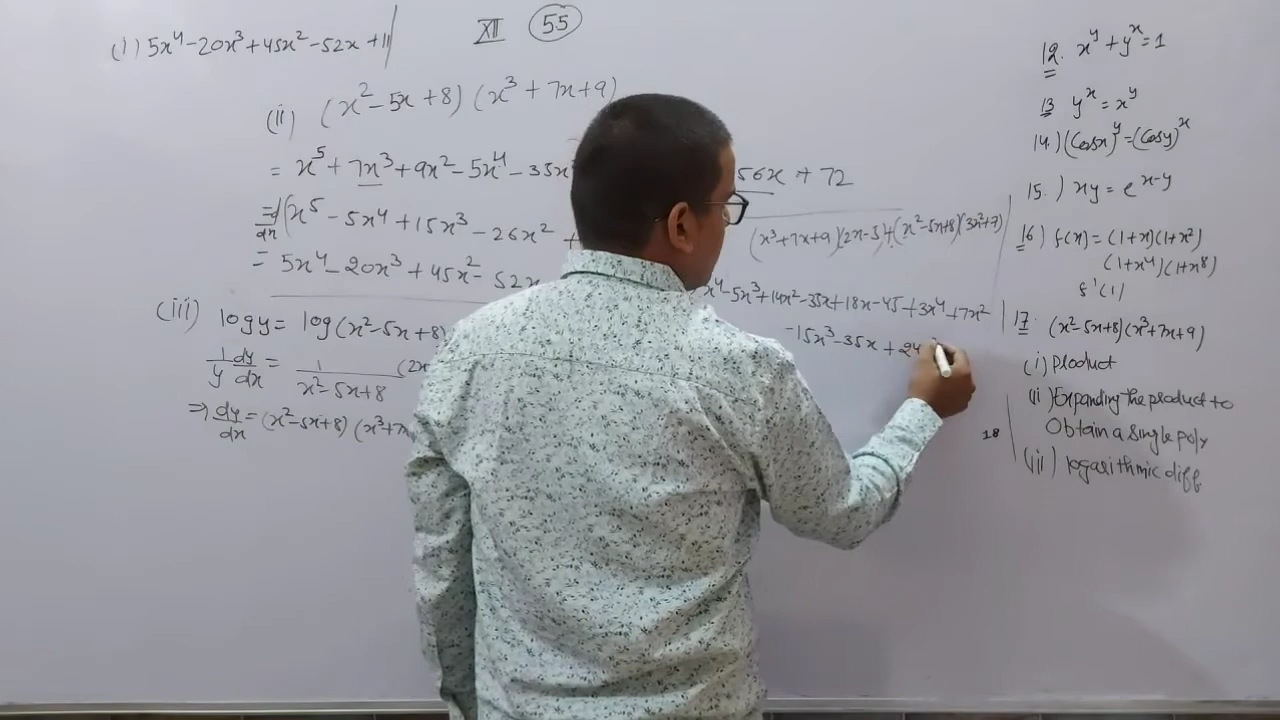 (i) 5x⁴-20x³+45x²-52x+11
XII 55
(ii) (x²-5x+8) (x³+7x+9)
= x⁵+7x³+9x²-5x⁴-35x
56x+72
=d/dx(x⁵-5x⁴+15x³-26x²+
= 5x⁴-20x³+45x²-52x
(iii) logy= log(x²-5x+8)
1/y dy/dx = 1/x²-5x+8 (2x
⇒dy/dx=(x²-5x+8) (x³+7x
(x³+7x+9)(2x-5)+(x²-5x+8)(3x²+7)
x⁴-5x³+14x²-35x+18x-45+3x⁴+7x²
-15x³-35x+24
12. xʸ+yˣ=1
13 yˣ=xʸ
14.) (Cosx)ʸ=(Cosy)ˣ
15.) xy=eˣ⁻ʸ
16) f(x)=(1+x)(1+x²)
(1+x⁴)(1+x⁸)
f'(1)
17. (x²-5x+8)(x³+7x+9)
(i) Product
(ii) Expanding the product to
Obtain a single poly
18
(iii) logarithmic diff